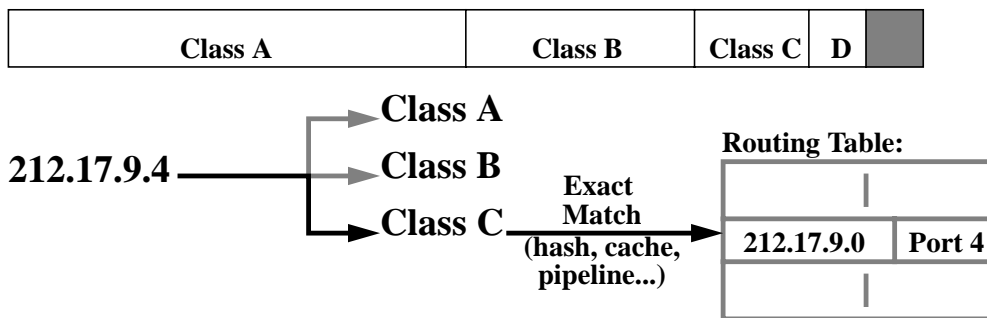 Class A Class B Class C D
Class A
Routing Table:
212.17.9.4 Class B
Exact
Match
Class C
212.17.9.0 Port 4
(hash, cache,
pipeline...)